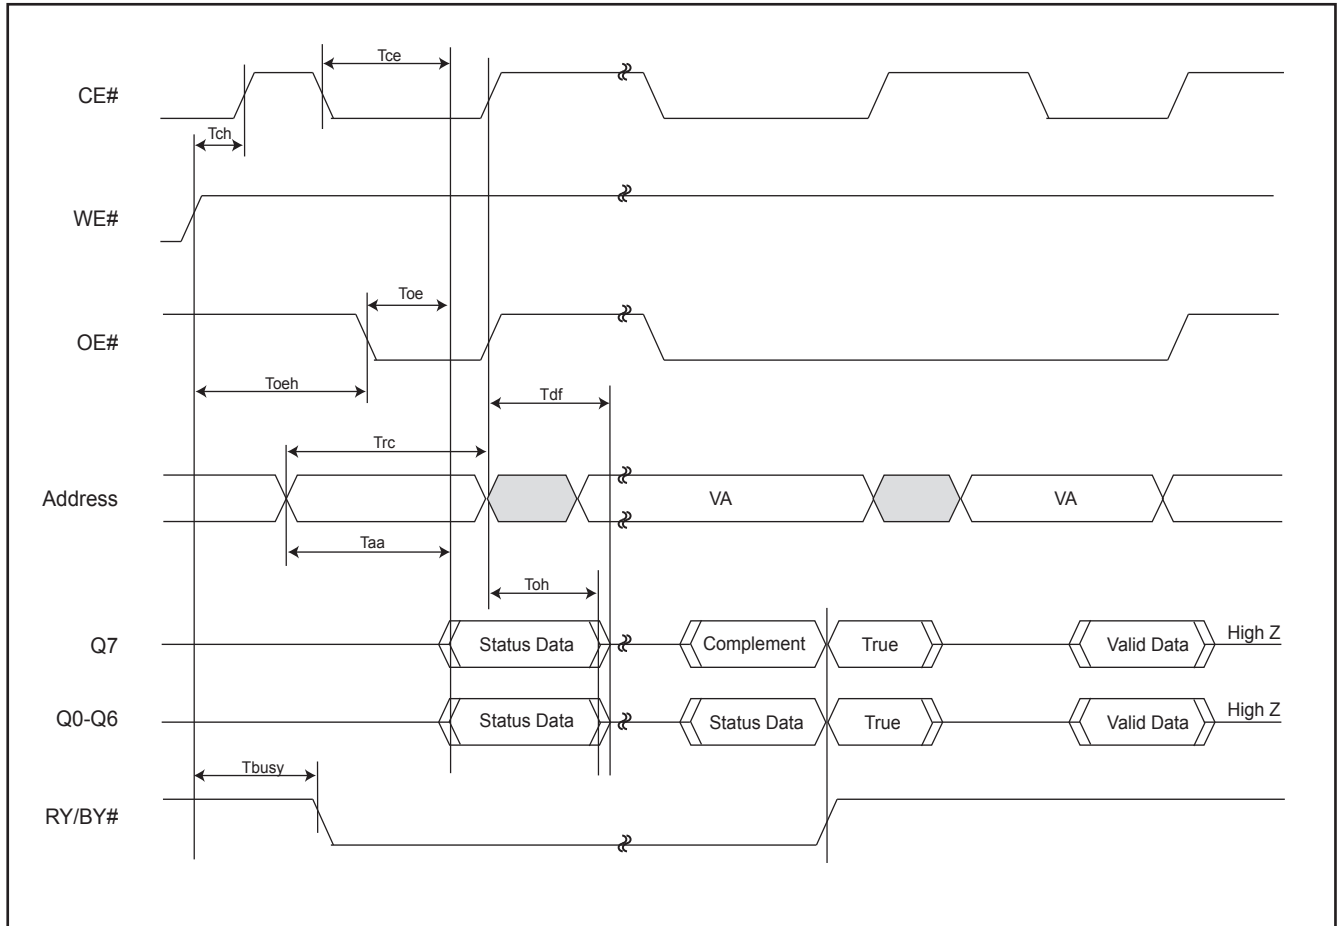 Tce
CE#
Tch
WE#
Toe
OE#
Toeh
Tdf
Trc
Address
VA
VA
Taa
Toh
Q7
Status Data
Complement
True
Valid Data
High Z
Q0-Q6
Status Data
Status Data
True
Valid Data
High Z
Tbusy
RY/BY#